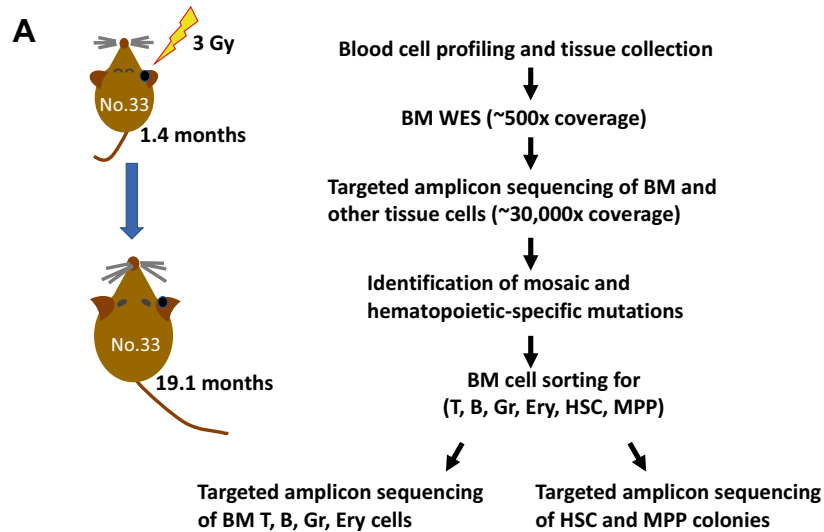 A
3 Gy
No.33
1.4 months
No.33
19.1 months
Blood cell profiling and tissue collection
BM WES (~500x coverage)
Targeted amplicon sequencing of BM and
other tissue cells (~30,000x coverage)
Identification of mosaic and
hematopoietic-specific mutations
BM cell sorting for
(T, B, Gr, Ery, HSC, MPP)
Targeted amplicon sequencing
of BM T, B, Gr, Ery cells
Targeted amplicon sequencing
of HSC and MPP colonies